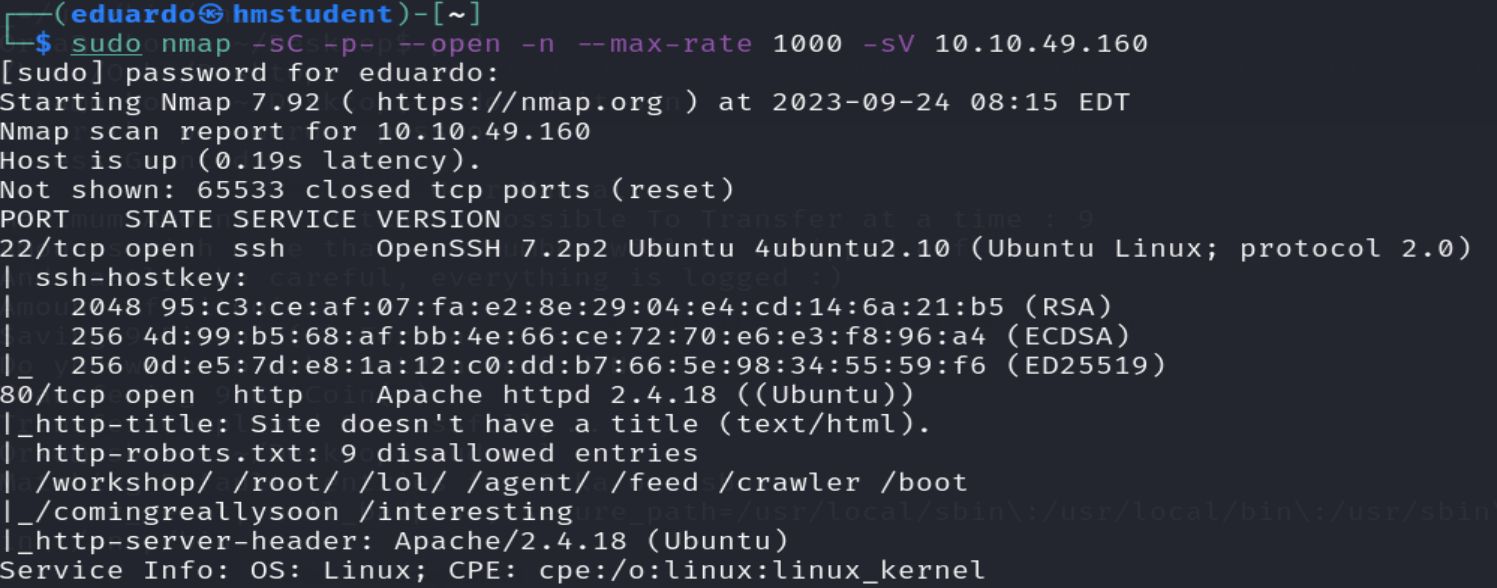 ┌──(eduardo㉿hmstudent)-[~]
└─$ sudo nmap -sC -p- --open -n --max-rate 1000 -sV 10.10.49.160
[sudo] password for eduardo:
Starting Nmap 7.92 ( https://nmap.org ) at 2023-09-24 08:15 EDT
Nmap scan report for 10.10.49.160
Host is up (0.19s latency).
Not shown: 65533 closed tcp ports (reset)
PORT   STATE SERVICE VERSION
22/tcp open  ssh     OpenSSH 7.2p2 Ubuntu 4ubuntu2.10 (Ubuntu Linux; protocol 2.0)
| ssh-hostkey:
|   2048 95:c3:ce:af:07:fa:e2:8e:29:04:e4:cd:14:6a:21:b5 (RSA)
|   256 4d:99:b5:68:af:bb:4e:66:ce:72:70:e6:e3:f8:96:a4 (ECDSA)
|_  256 0d:e5:7d:e8:1a:12:c0:dd:b7:66:5e:98:34:55:59:f6 (ED25519)
80/tcp open  http    Apache httpd 2.4.18 ((Ubuntu))
|_http-title: Site doesn't have a title (text/html).
| http-robots.txt: 9 disallowed entries
| /workshop/ /root/ /lol/ /agent/ /feed /crawler /boot
|_/comingreallysoon /interesting
|_http-server-header: Apache/2.4.18 (Ubuntu)
Service Info: OS: Linux; CPE: cpe:/o:linux:linux_kernel